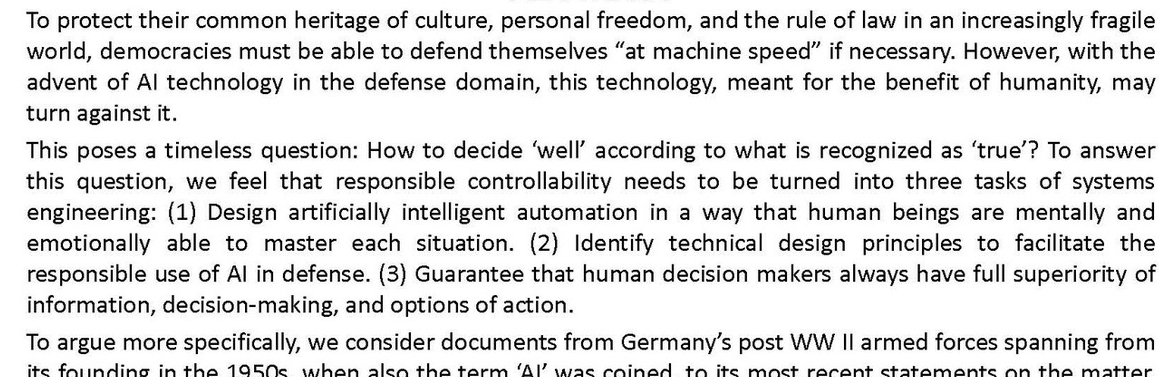 To protect their common heritage of culture, personal freedom, and the rule of law in an increasingly fragile
world, democracies must be able to defend themselves “at machine speed” if necessary. However, with the
advent of AI technology in the defense domain, this technology, meant for the benefit of humanity, may
turn against it.
This poses a timeless question: How to decide ‘well’ according to what is recognized as ‘true’? To answer
this question, we feel that responsible controllability needs to be turned into three tasks of systems
engineering: (1) Design artificially intelligent automation in a way that human beings are mentally and
emotionally able to master each situation. (2) Identify technical design principles to facilitate the
responsible use of AI in defense. (3) Guarantee that human decision makers always have full superiority of
information, decision-making, and options of action.
To argue more specifically, we consider documents from Germany’s post WW II armed forces spanning from
its founding in the 1950s, when also the term ‘AI’ was coined, to its most recent statements on the matter.